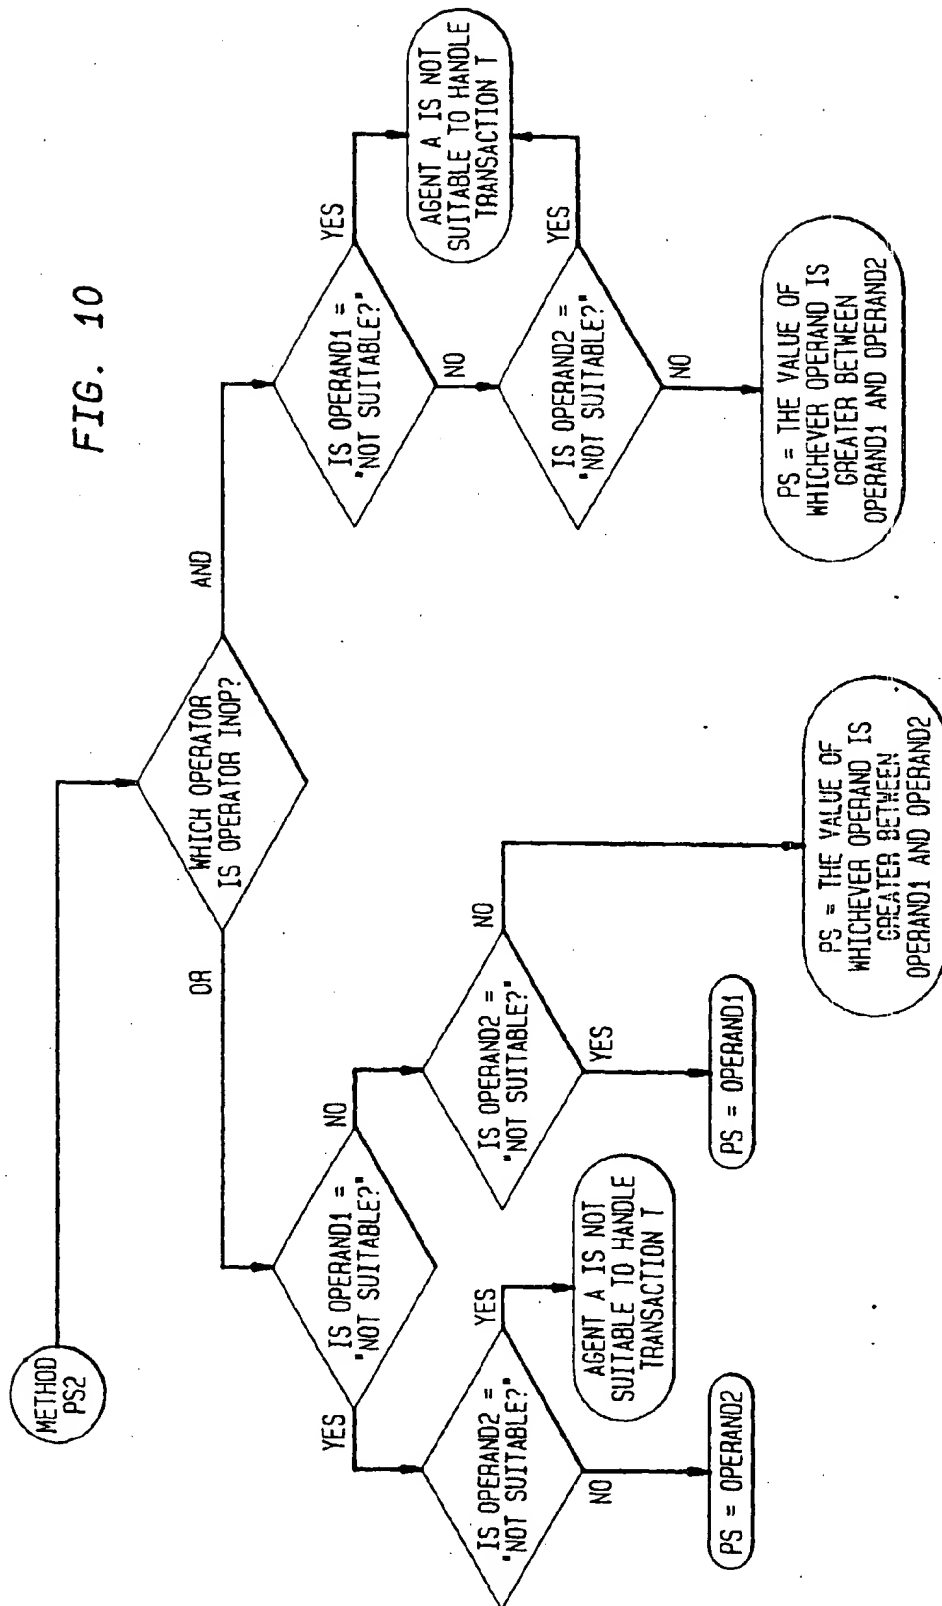 FIG. 10
METHOD
PS2
WHICH OPERATOR
IS OPERATOR INOP?
OR
AND
IS OPERAND1 =
"NOT SUITABLE?"
YES
NO
IS OPERAND2 =
"NOT SUITABLE?"
YES
NO
AGENT A IS NOT
SUITABLE TO HANDLE
TRANSACTION T
PS = OPERAND2
IS OPERAND2 =
"NOT SUITABLE?"
NO
YES
PS = OPERAND1
PS = THE VALUE OF
WHICHEVER OPERAND IS
GREATER BETWEEN
OPERAND1 AND OPERAND2
IS OPERAND1 =
"NOT SUITABLE?"
YES
NO
AGENT A IS NOT
SUITABLE TO HANDLE
TRANSACTION T
IS OPERAND2 =
"NOT SUITABLE?"
YES
NO
PS = THE VALUE OF
WHICHEVER OPERAND IS
GREATER BETWEEN
OPERAND1 AND OPERAND2